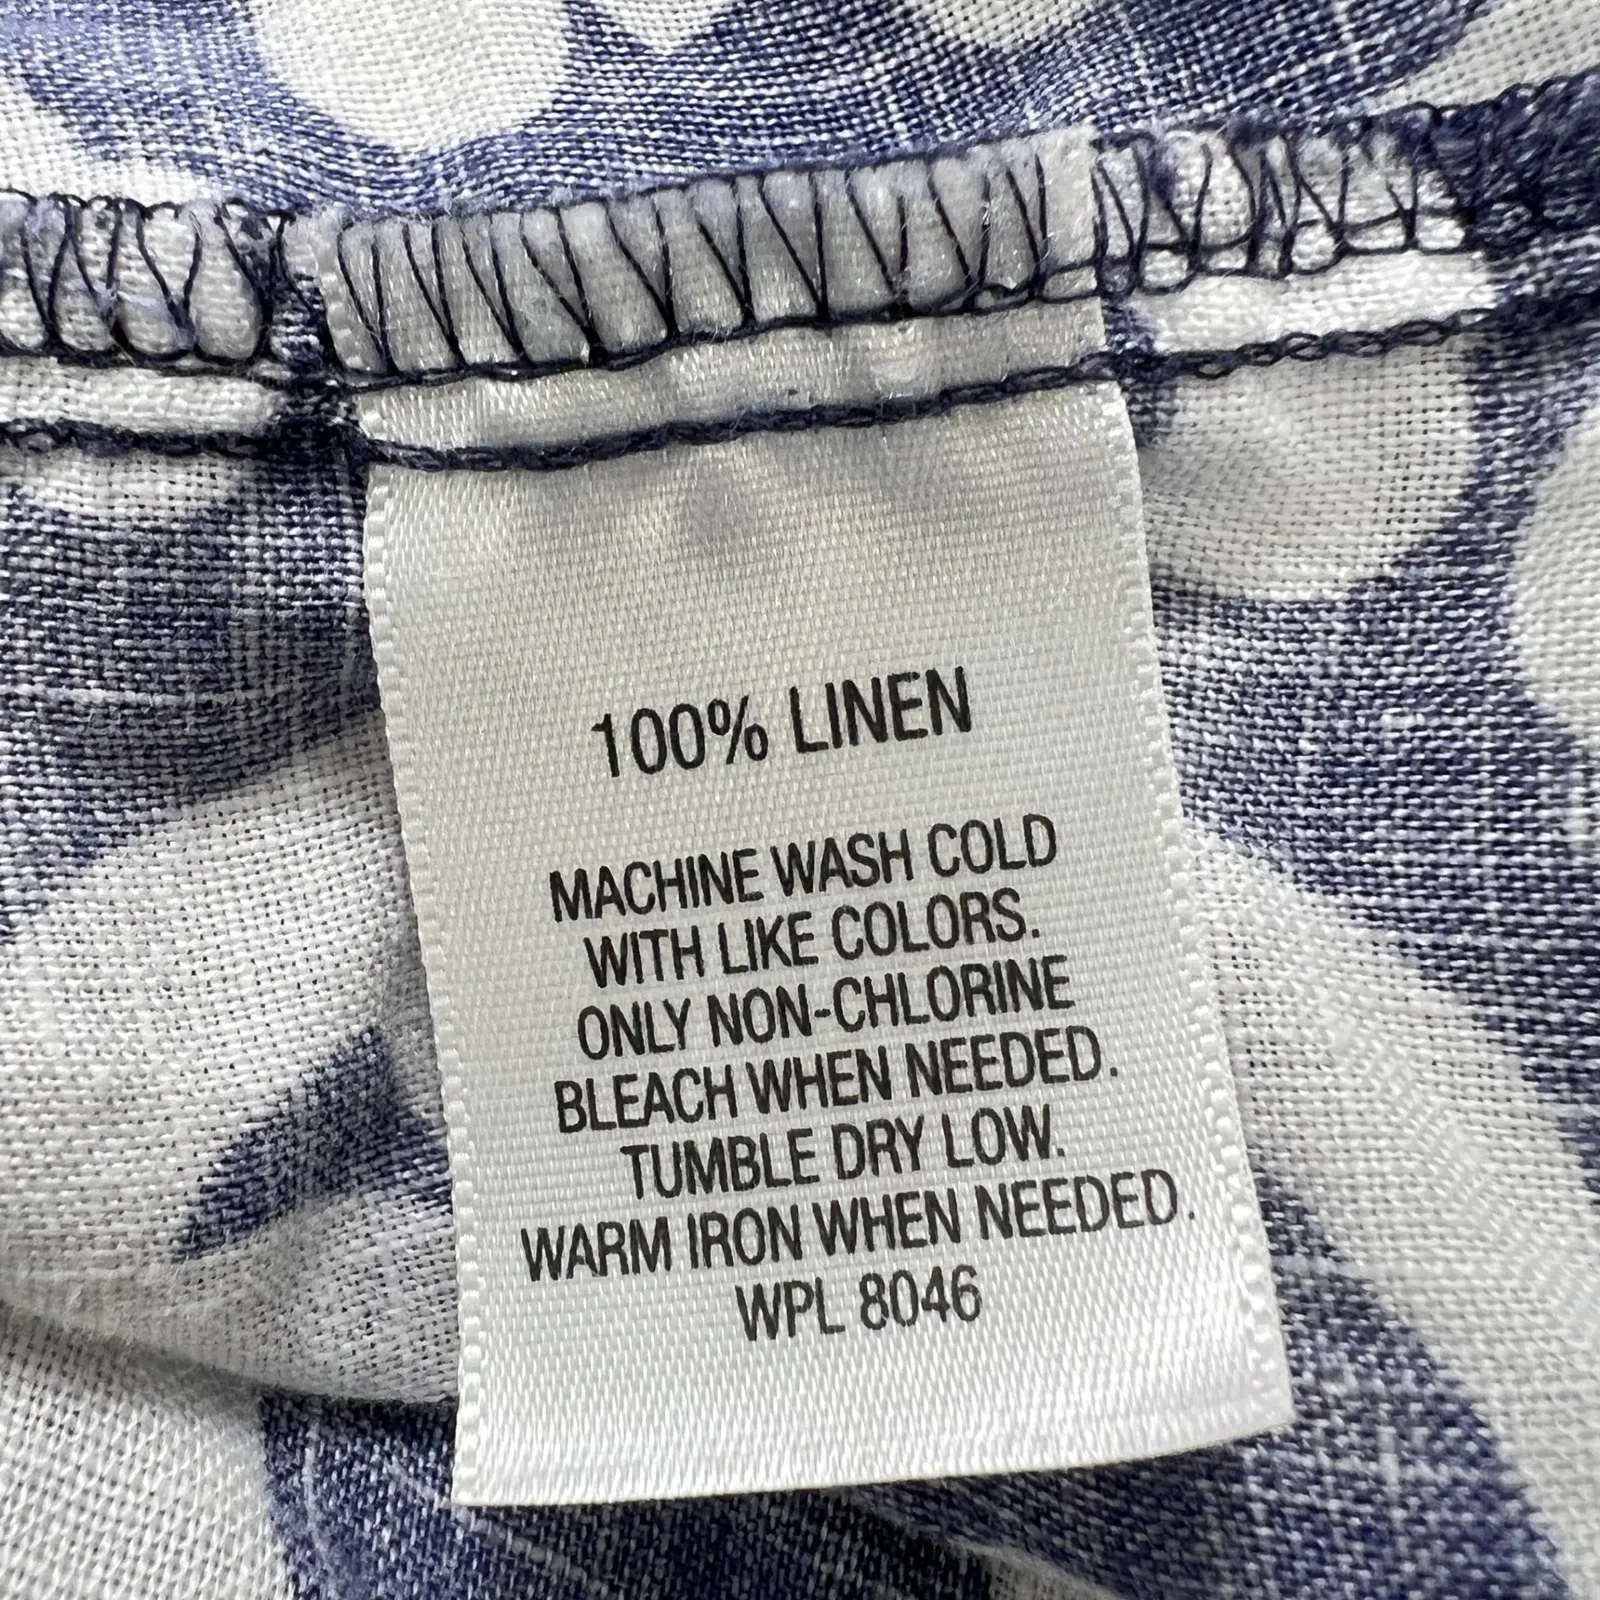 100% LINEN
MACHINE WASH COLD
WITH LIKE COLORS.
ONLY NON-CHLORINE
BLEACH WHEN NEEDED.
TUMBLE DRY LOW.
WARM IRON WHEN NEEDED.
WPL 8046